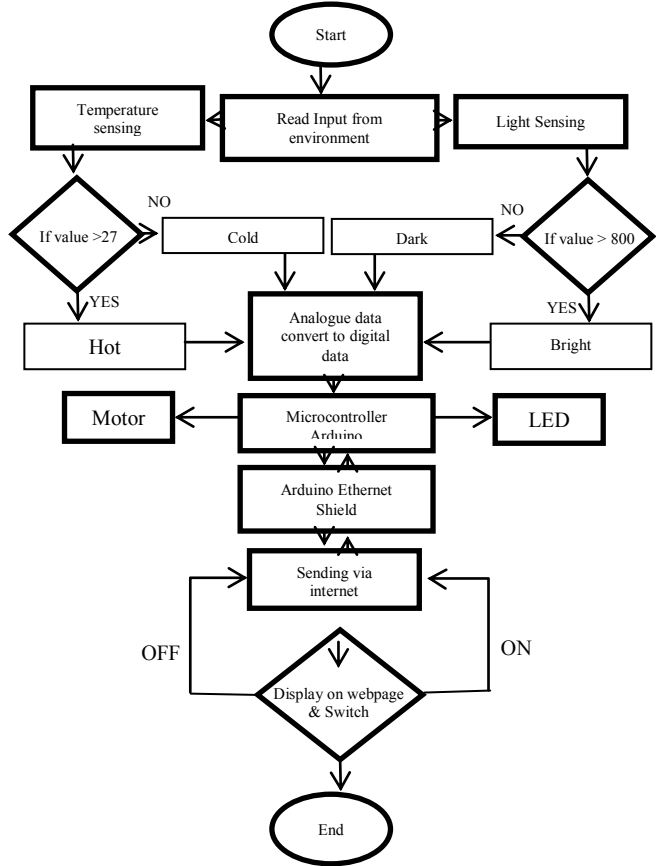 Start
Temperature
sensing
Read Input from
environment
Light Sensing
NO
NO
If value >27
Cold
Dark
If value > 800
YES
YES
Hot
Analogue data
convert to digital
data
Bright
Motor
Microcontroller
Arduino
LED
Arduino Ethernet
Shield
Sending via
internet
OFF
ON
Display on webpage
& Switch
End